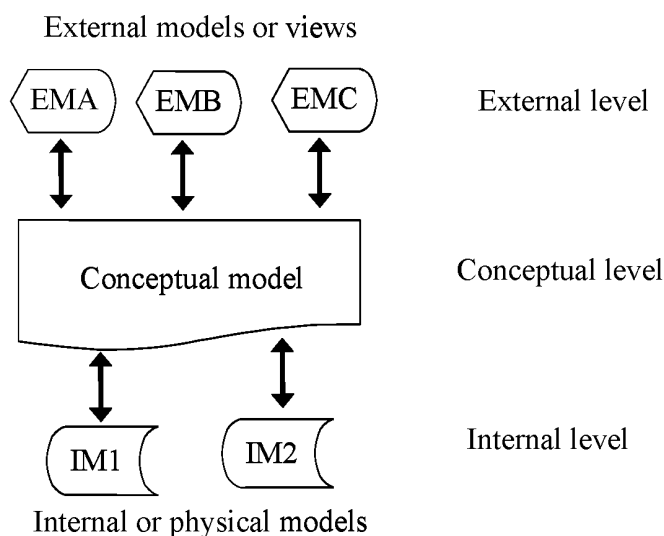 External models or views
EMA EMB EMC External level
Conceptual model Conceptual level
IM1 IM2 Internal level
Internal or physical models